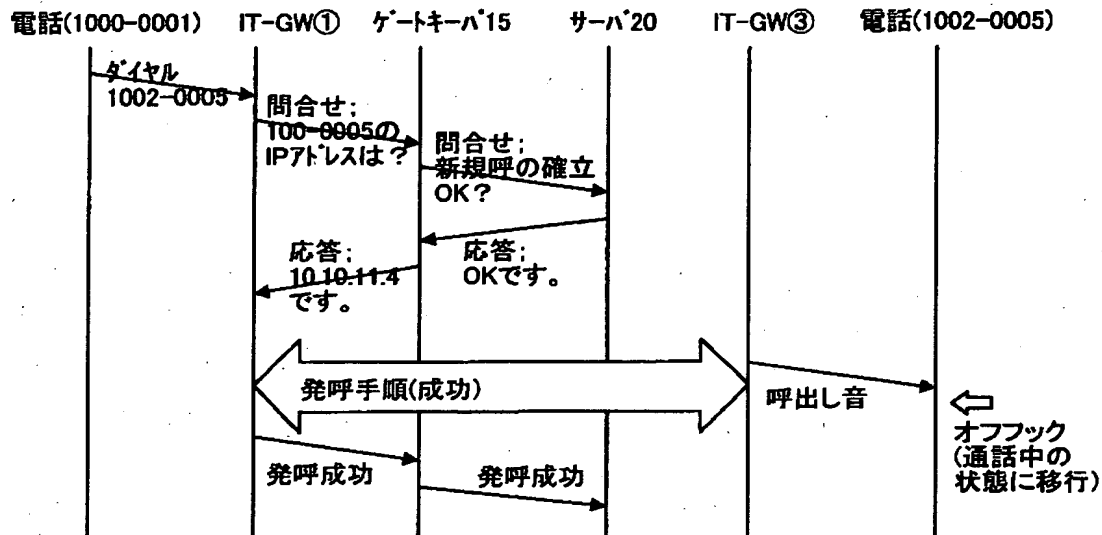 電話(1000-0001) IT-GW① ゲートキーパ15 サーバ20 IT-GW③ 電話(1002-0005)
ダイヤル
1002-0005
問合せ;
100-0005の
IPアドレスは?
問合せ;
新規呼の確立
OK?
応答;
10.10.11.4
です。
応答;
OKです。
発呼手順(成功)
呼出し音
オフフック
(通話中の
状態に移行)
発呼成功
発呼成功